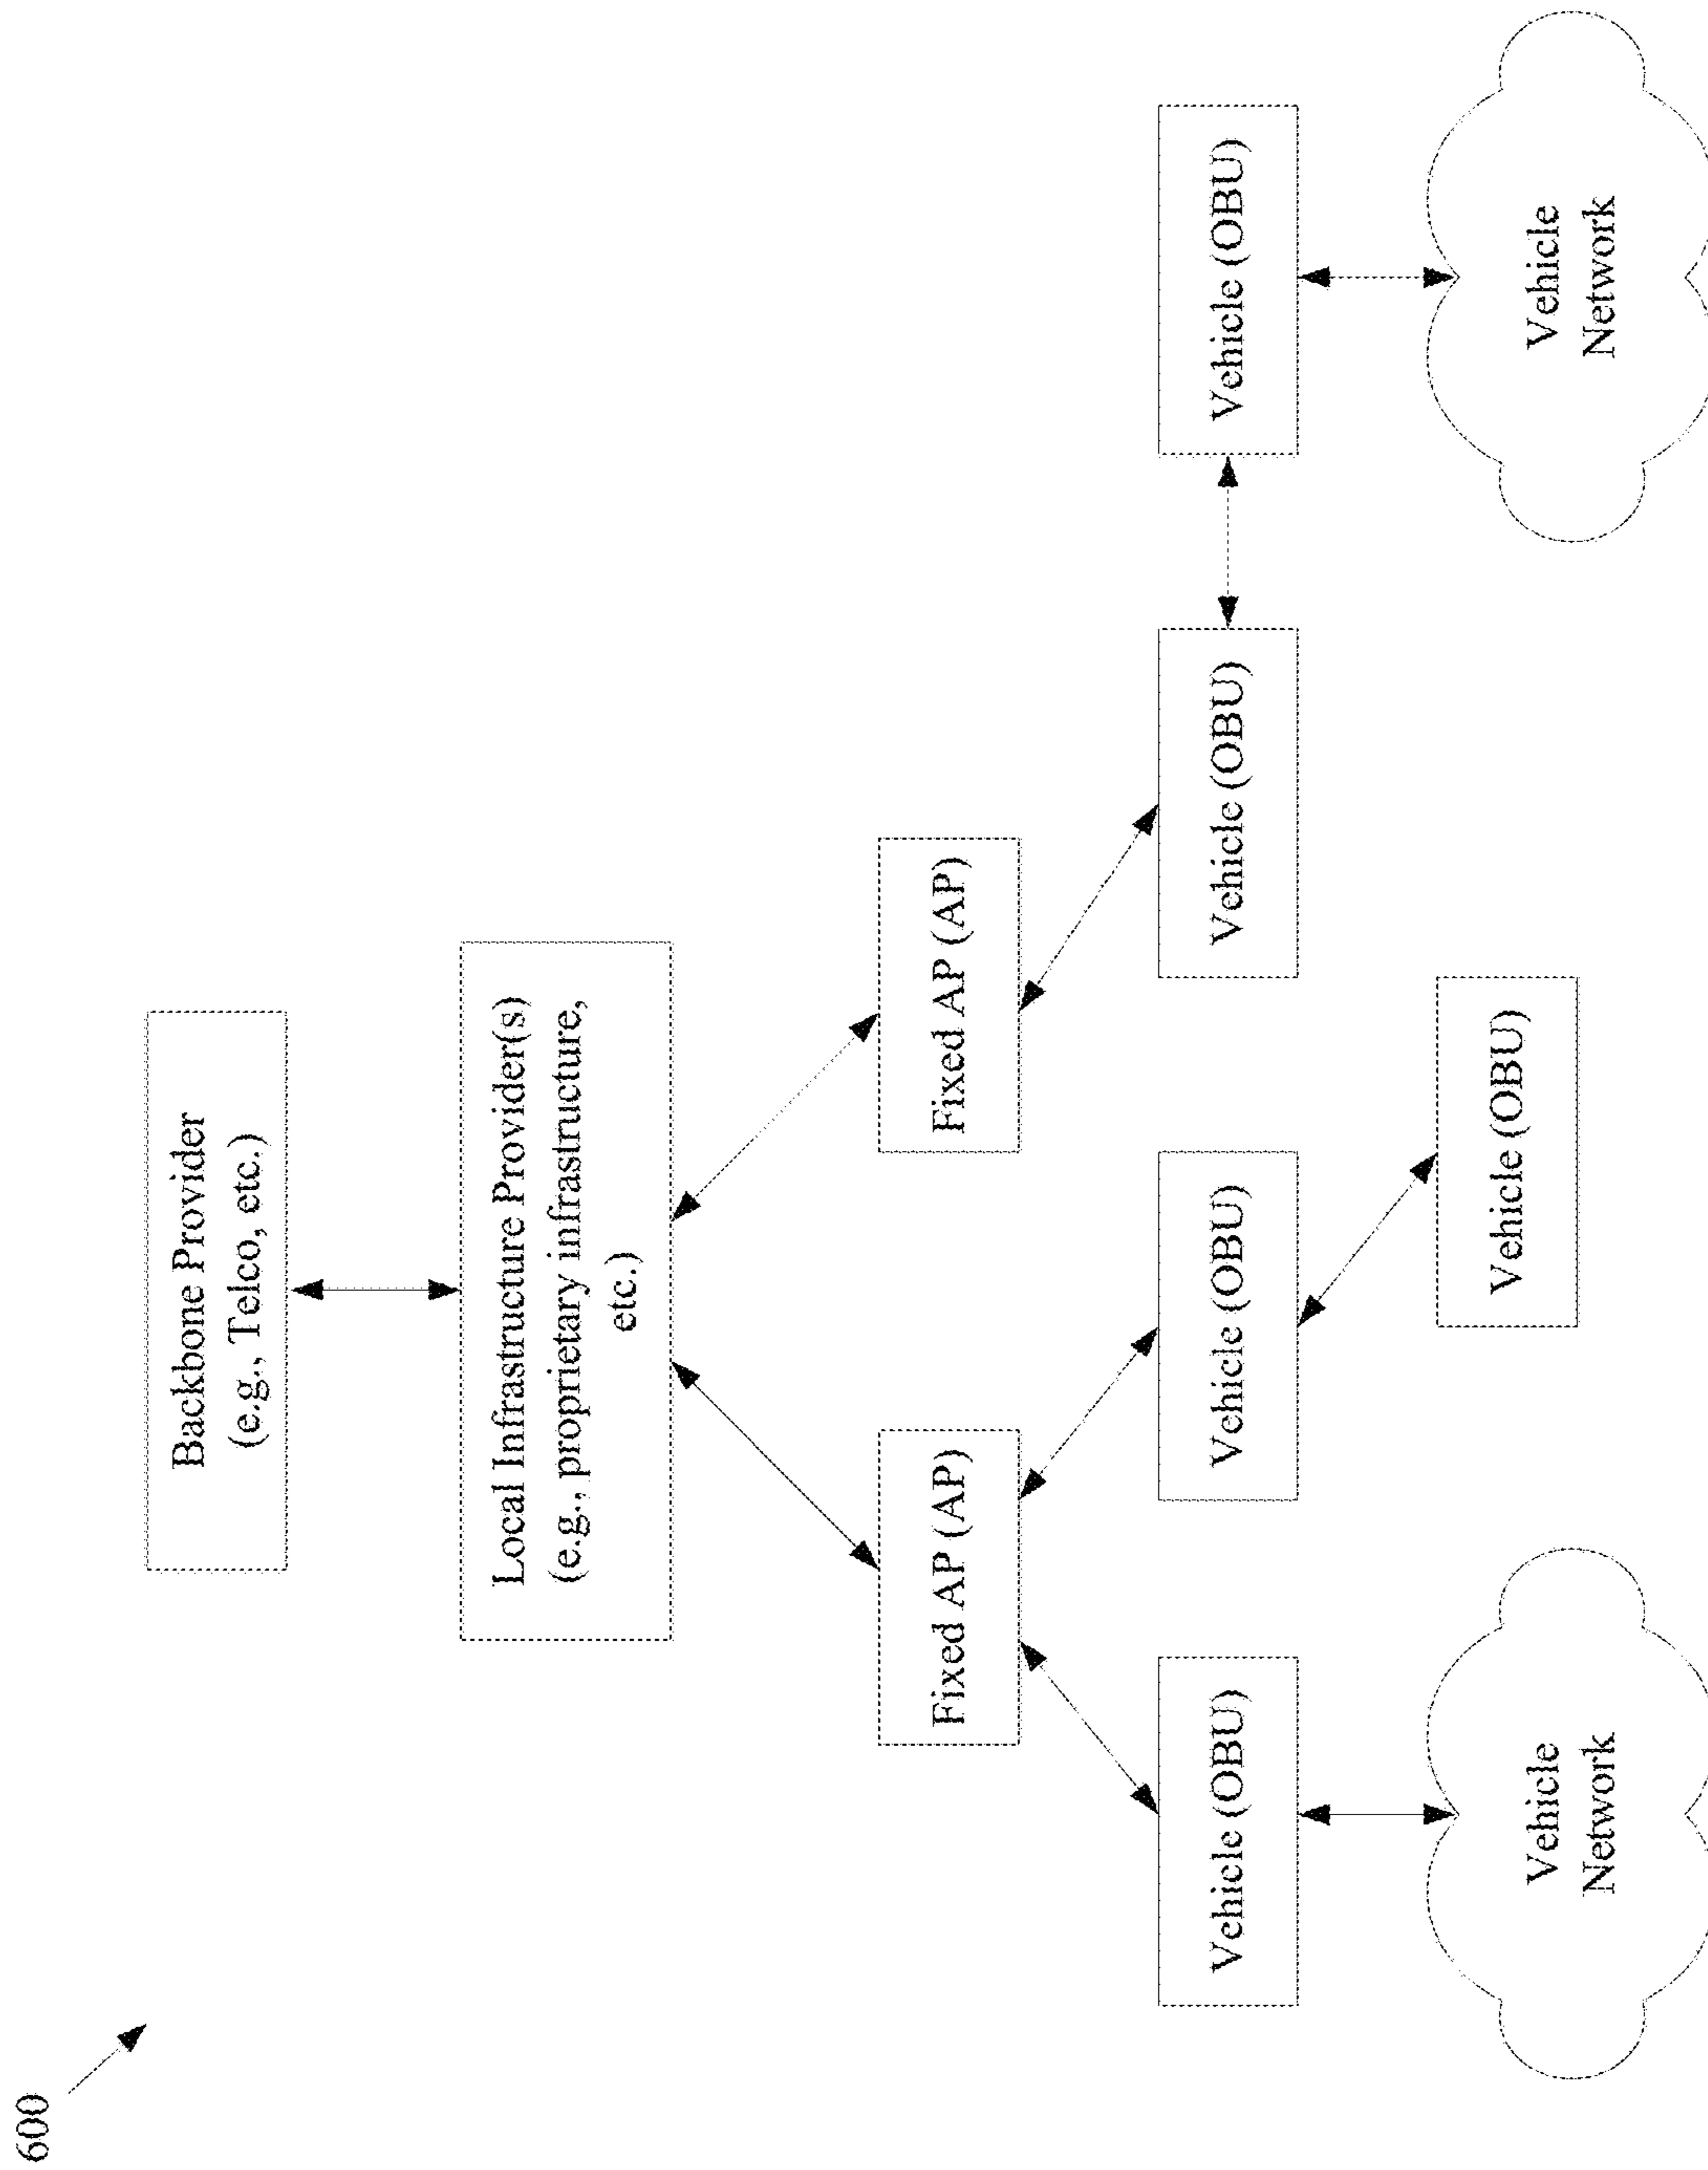 600
Backbone Provider
(e.g., Telco, etc.)
Local Infrastructure Provider(s)
(e.g., proprietary infrastructure,
etc.)
Fixed AP (AP)
Fixed AP (AP)
Vehicle (OBU)
Vehicle (OBU)
Vehicle (OBU)
Vehicle (OBU)
Vehicle (OBU)
Vehicle
Network
Vehicle
Network